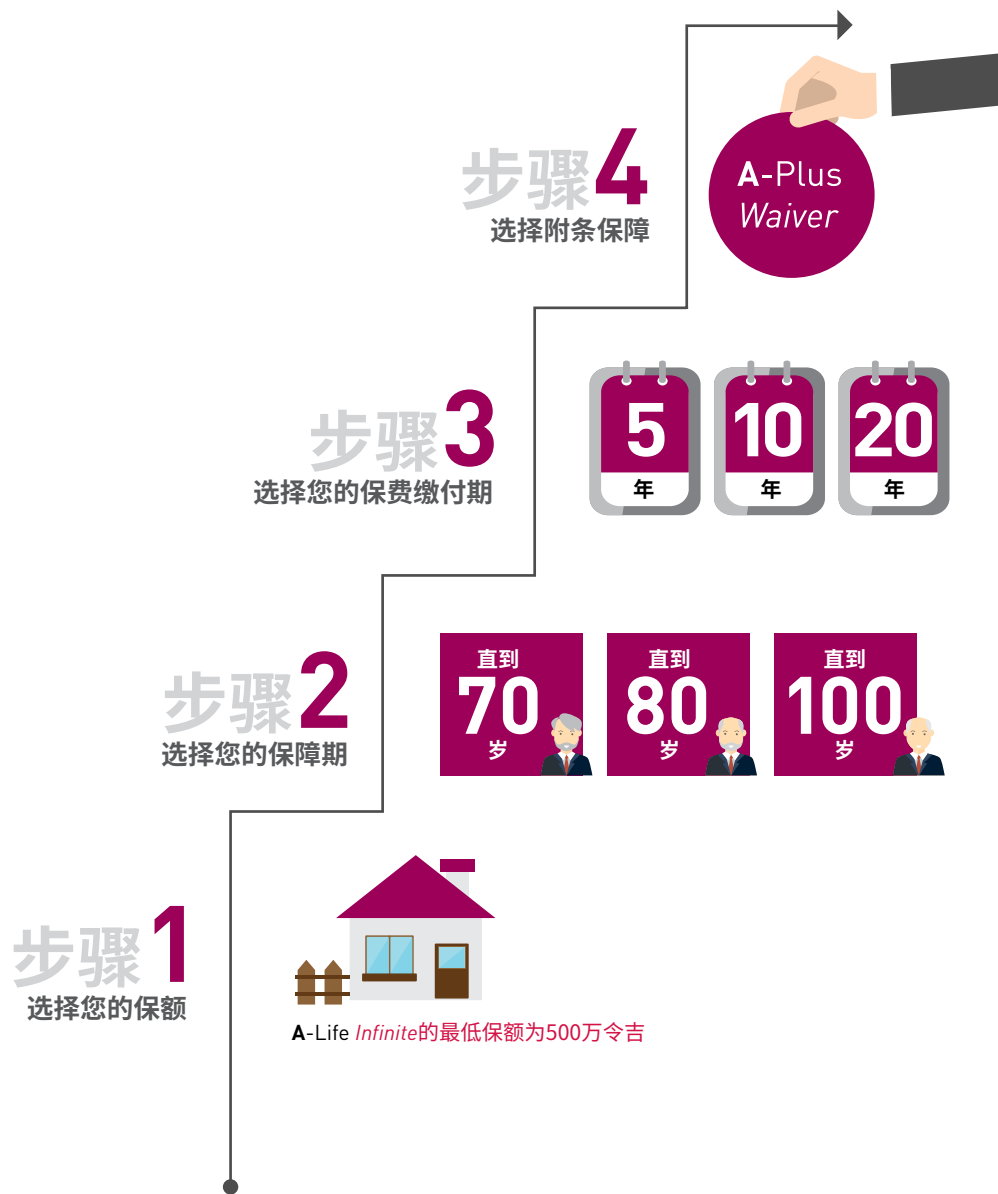 步骤4
选择附条保障
A-Plus
Waiver
步骤3
选择您的保费缴付期
5
年
10
年
20
年
步骤2
选择您的保障期
直到
70
岁
直到
80
岁
直到
100
岁
步骤1
选择您的保额
A-Life Infinite的最低保额为500万令吉